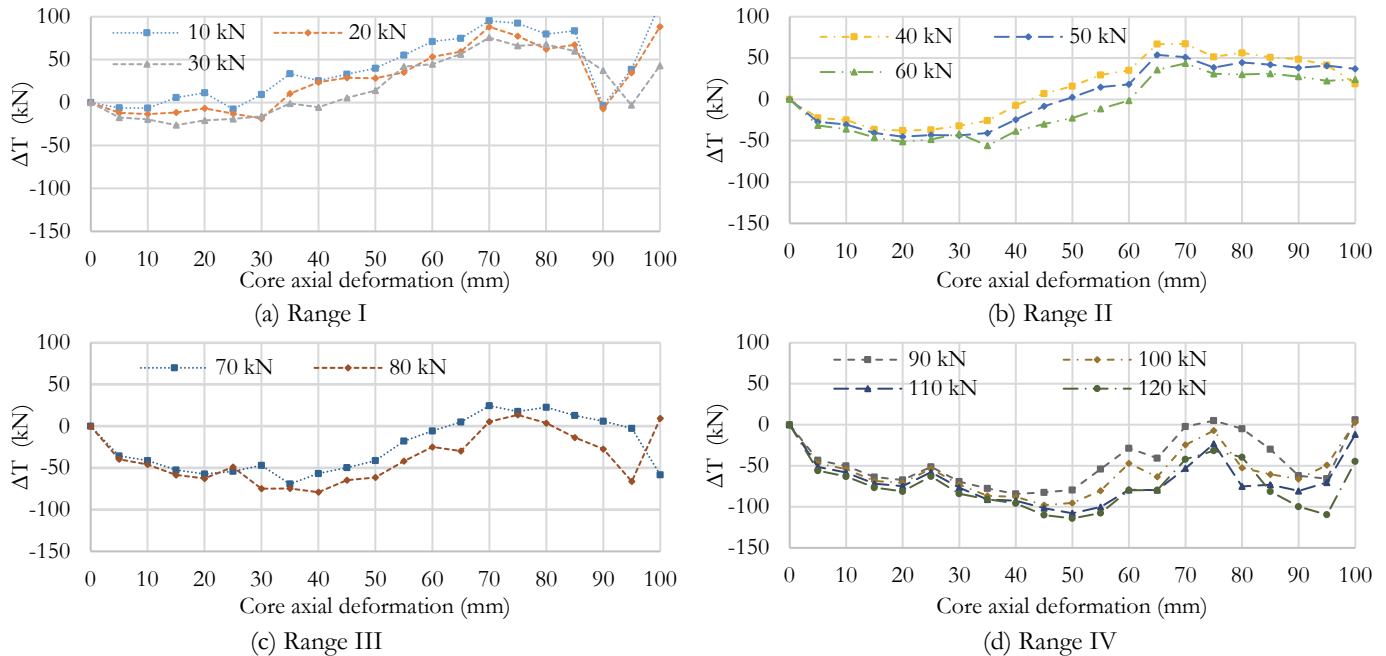 100
50
0
-50
-100
-150
ΔT (kN)
10 kN
20 kN
30 kN
0 10 20 30 40 50 60 70 80 90 100
Core axial deformation (mm)
(a) Range I
100
50
0
-50
-100
-150
ΔT (kN)
40 kN
50 kN
60 kN
0 10 20 30 40 50 60 70 80 90 100
Core axial deformation (mm)
(b) Range II
100
50
0
-50
-100
-150
ΔT (kN)
70 kN
80 kN
0 10 20 30 40 50 60 70 80 90 100
Core axial deformation (mm)
(c) Range III
100
50
0
-50
-100
-150
ΔT (kN)
90 kN
100 kN
110 kN
120 kN
0 10 20 30 40 50 60 70 80 90 100
Core axial deformation (mm)
(d) Range IV